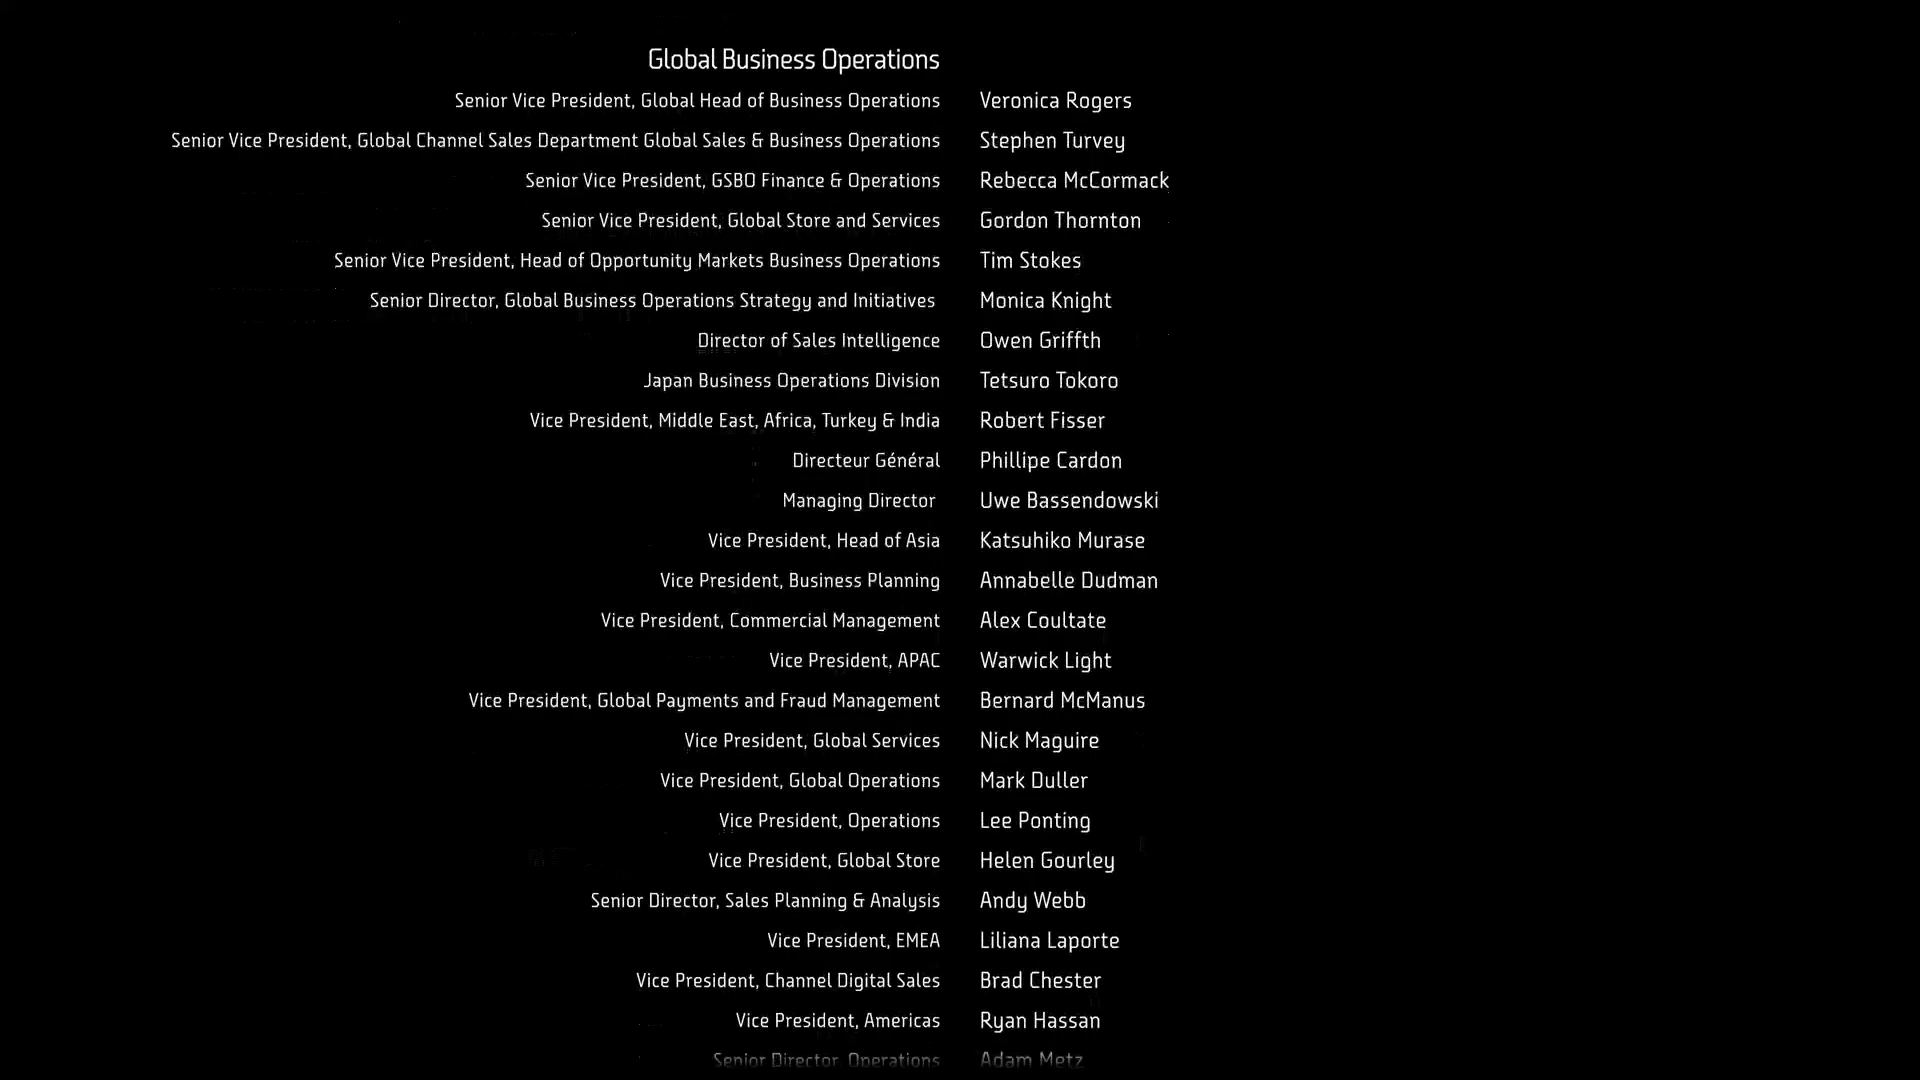 Global Business Operations
Senior Vice President, Global Head of Business Operations Veronica Rogers
Senior Vice President, Global Channel Sales Department Global Sales & Business Operations Stephen Turvey
Senior Vice President, GSBO Finance & Operations Rebecca McCormack
Senior Vice President, Global Store and Services Gordon Thornton
Senior Vice President, Head of Opportunity Markets Business Operations Tim Stokes
Senior Director, Global Business Operations Strategy and Initiatives Monica Knight
Director of Sales Intelligence Owen Griffth
Japan Business Operations Division Tetsuro Tokoro
Vice President, Middle East, Africa, Turkey & India Robert Fisser
Directeur Général Phillipe Cardon
Managing Director Uwe Bassendowski
Vice President, Head of Asia Katsuhiko Murase
Vice President, Business Planning Annabelle Dudman
Vice President, Commercial Management Alex Coultate
Vice President, APAC Warwick Light
Vice President, Global Payments and Fraud Management Bernard McManus
Vice President, Global Services Nick Maguire
Vice President, Global Operations Mark Duller
Vice President, Operations Lee Ponting
Vice President, Global Store Helen Gourley
Senior Director, Sales Planning & Analysis Andy Webb
Vice President, EMEA Liliana Laporte
Vice President, Channel Digital Sales Brad Chester
Vice President, Americas Ryan Hassan
Senior Director, Operations Adam Metz